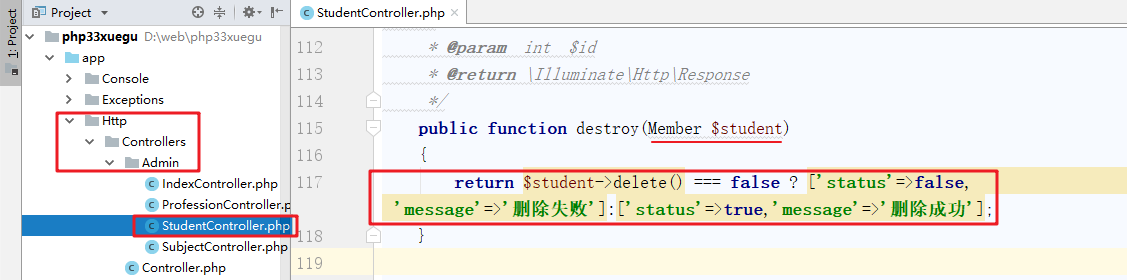 1: Project
Project
php33xuegu D:\web\php33xuegu
app
Console
Exceptions
Http
Controllers
Admin
IndexController.php
ProfessionController.p
StudentController.php
SubjectController.php
Controller.php
StudentController.php ×
112 * @param int $id
113 * @return \Illuminate\Http\Response
114 */
115 public function destroy(Member $student)
116 {
117 return $student->delete() === false ? ['status'=>false,
'message'=>'删除失败']:['status'=>true,'message'=>'删除成功'];
118 }
119